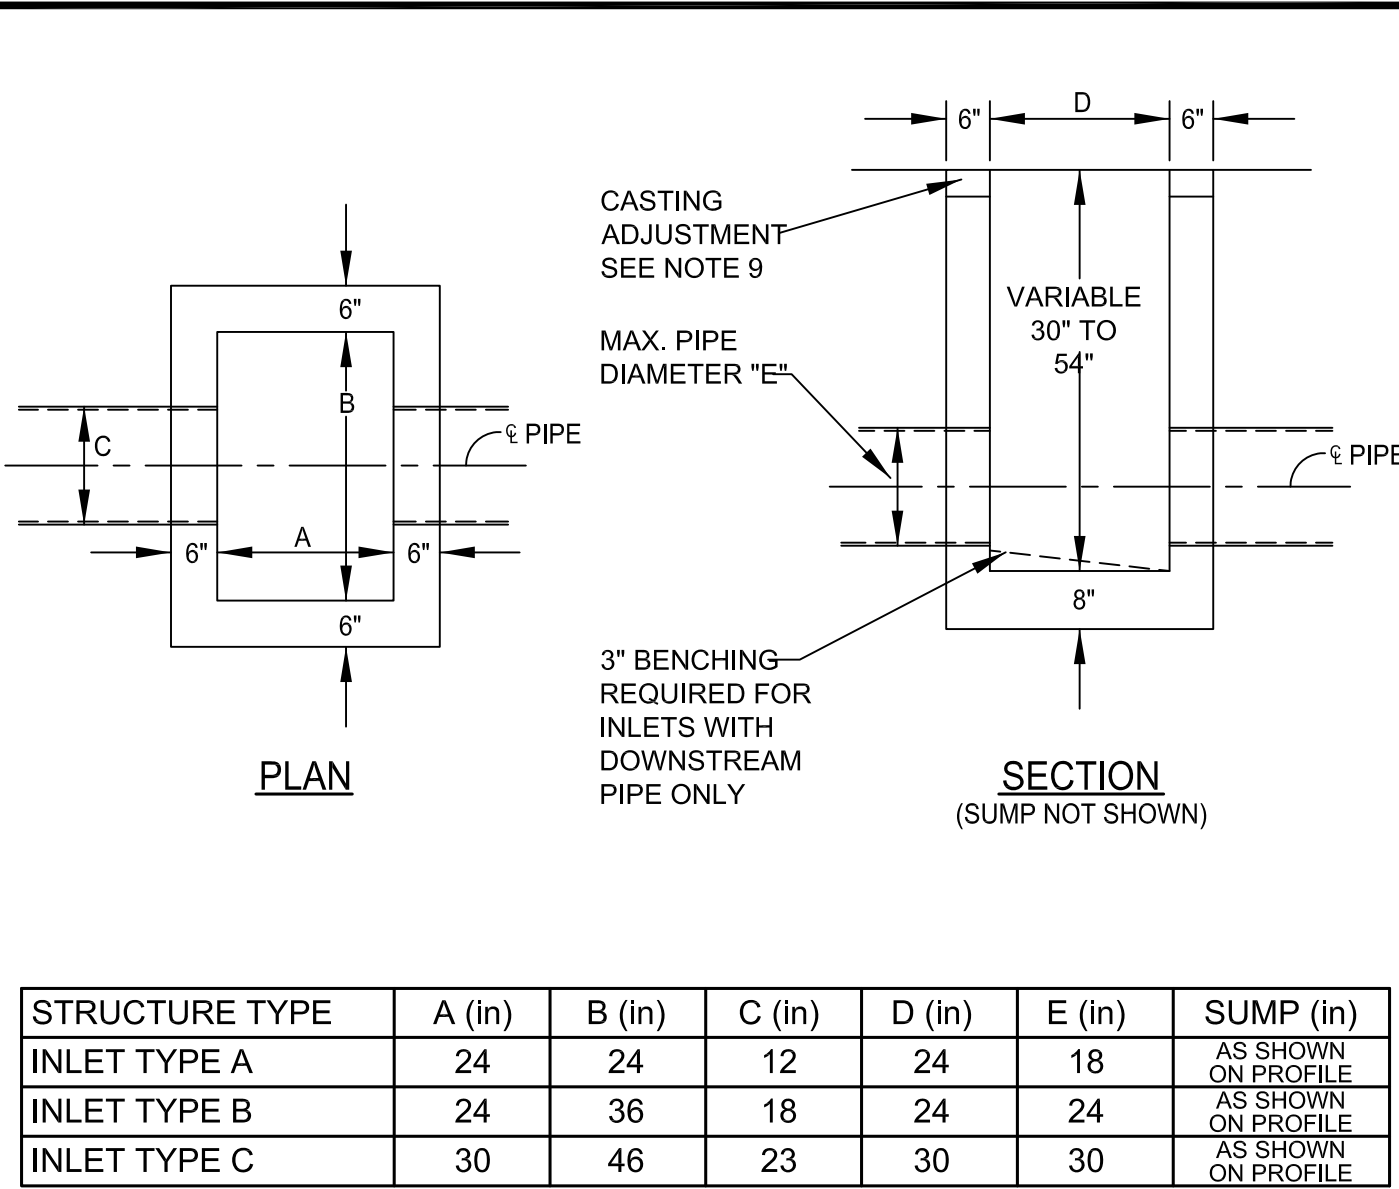 6"
B
C
℄ PIPE
6"
A
6"
6"
PLAN
6"
D
6"
CASTING
ADJUSTMENT
SEE NOTE 9
VARIABLE
30" TO
54"
MAX. PIPE
DIAMETER "E"
℄ PIPE
8"
3" BENCHING
REQUIRED FOR
INLETS WITH
DOWNSTREAM
PIPE ONLY
SECTION
(SUMP NOT SHOWN)
STRUCTURE TYPE A (in) B (in) C (in) D (in) E (in) SUMP (in)
INLET TYPE A 24 24 12 24 18 AS SHOWN
ON PROFILE
INLET TYPE B 24 36 18 24 24 AS SHOWN
ON PROFILE
INLET TYPE C 30 46 23 30 30 AS SHOWN
ON PROFILE